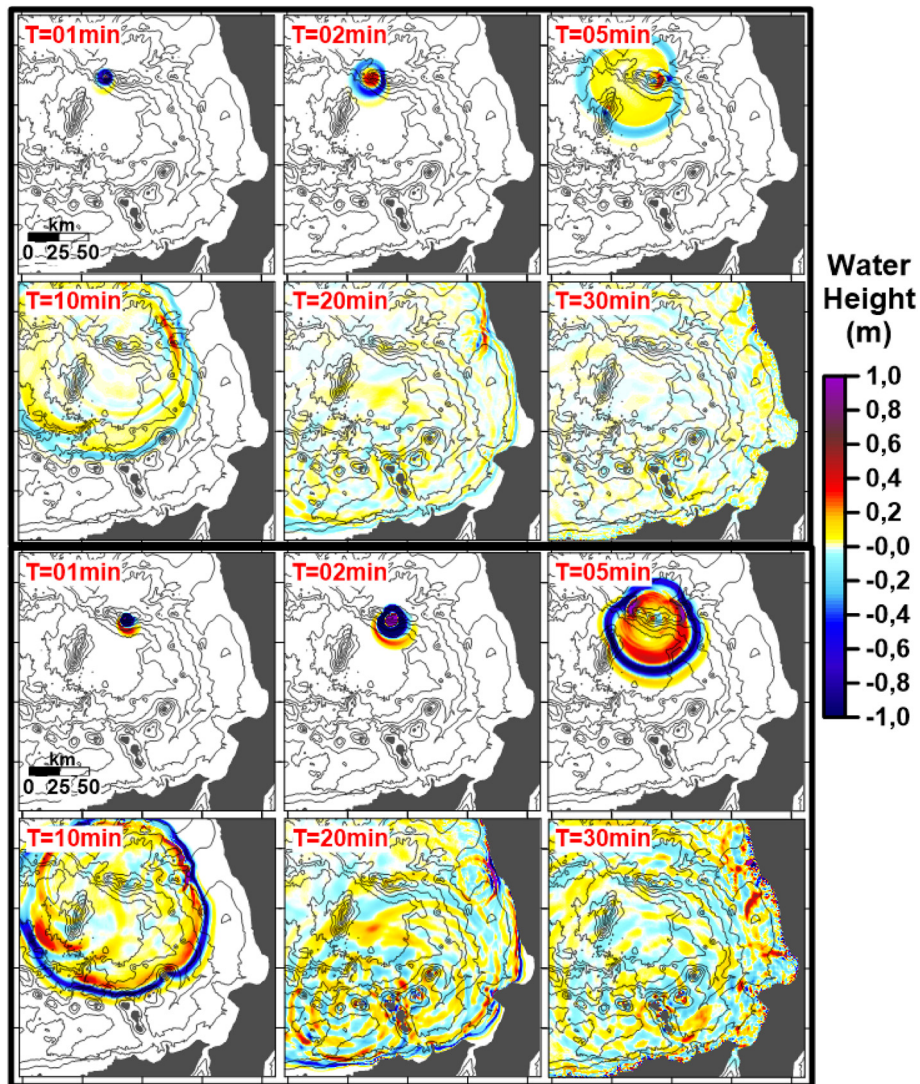 T=01min
T=02min
T=05min
km
0 25 50
T=10min
T=20min
T=30min
T=01min
T=02min
T=05min
km
0 25 50
T=10min
T=20min
T=30min
Water
Height
(m)
1,0
0,8
0,6
0,4
0,2
-0,0
-0,2
-0,4
-0,6
-0,8
-1,0